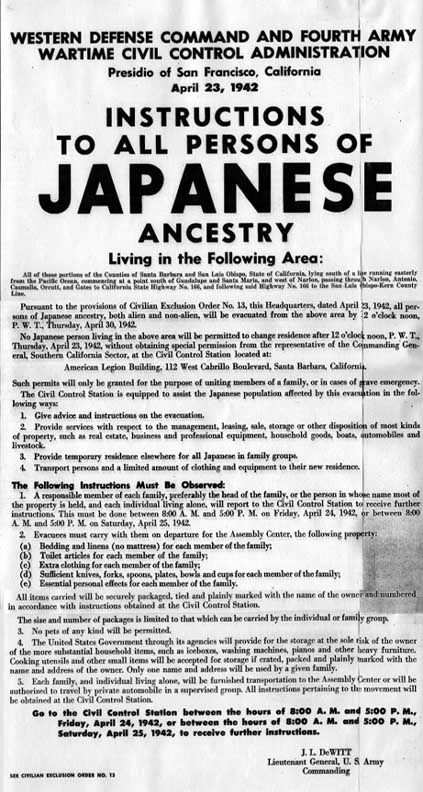 WESTERN DEFENSE COMMAND AND FOURTH ARMY
WARTIME CIVIL CONTROL ADMINISTRATION
Presidio of San Francisco, California
April 23, 1942
INSTRUCTIONS
TO ALL PERSONS OF
JAPANESE
ANCESTRY
Living in the Following Area:
All of those portions of the Counties of Santa Barbara and San Luis Obispo, State of California, lying south of a line running easterly
from the Pacific Ocean, commencing at a point south of Guadalupe and Santa Maria, and west of Narlon, passing through Narlon, Antonio,
Casmalia, Orcutt, and Gates to California State Highway No. 166, and following said Highway No. 166 to the San Luis Obispo-Kern County
Line.
Pursuant to the provisions of Civilian Exclusion Order No. 13, this Headquarters, dated April 23, 1942, all per-
sons of Japanese ancestry, both alien and non-alien, will be evacuated from the above area by 12 o'clock noon,
P. W. T., Thursday, April 30, 1942.
No Japanese person living in the above area will be permitted to change residence after 12 o'clock noon, P. W. T.,
Thursday, April 23, 1942, without obtaining special permission from the representative of the Commanding Gen-
eral, Southern California Sector, at the Civil Control Station located at:
American Legion Building, 112 West Cabrillo Boulevard, Santa Barbara, California.
Such permits will only be granted for the purpose of uniting members of a family, or in cases of grave emergency.
The Civil Control Station is equipped to assist the Japanese population affected by this evacuation in the fol-
lowing ways:
1. Give advice and instructions on the evacuation.
2. Provide services with respect to the management, leasing, sale, storage or other disposition of most kinds
of property, such as real estate, business and professional equipment, household goods, boats, automobiles and
livestock.
3. Provide temporary residence elsewhere for all Japanese in family groups.
4. Transport persons and a limited amount of clothing and equipment to their new residence.
The Following Instructions Must Be Observed:
1. A responsible member of each family, preferably the head of the family, or the person in whose name most of
the property is held, and each individual living alone, will report to the Civil Control Station to receive further
instructions. This must be done between 8:00 A. M. and 5:00 P. M. on Friday, April 24, 1942, or between 8:00
A. M. and 5:00 P. M. on Saturday, April 25, 1942.
2. Evacuees must carry with them on departure for the Assembly Center, the following property:
(a) Bedding and linens (no mattress) for each member of the family;
(b) Toilet articles for each member of the family;
(c) Extra clothing for each member of the family;
(d) Sufficient knives, forks, spoons, plates, bowls and cups for each member of the family;
(e) Essential personal effects for each member of the family.
All items carried will be securely packaged, tied and plainly marked with the name of the owner and numbered
in accordance with instructions obtained at the Civil Control Station.
The size and number of packages is limited to that which can be carried by the individual or family group.
3. No pets of any kind will be permitted.
4. The United States Government through its agencies will provide for the storage at the sole risk of the owner
of the more substantial household items, such as iceboxes, washing machines, pianos and other heavy furniture.
Cooking utensils and other small items will be accepted for storage if crated, packed and plainly marked with the
name and address of the owner. Only one name and address will be used by a given family.
5. Each family, and individual living alone, will be furnished transportation to the Assembly Center or will be
authorized to travel by private automobile in a supervised group. All instructions pertaining to the movement will
be obtained at the Civil Control Station.
Go to the Civil Control Station between the hours of 8:00 A. M. and 5:00 P. M.,
Friday, April 24, 1942, or between the hours of 8:00 A. M. and 5:00 P. M.,
Saturday, April 25, 1942, to receive further instructions.
J. L. DeWITT
Lieutenant General, U. S. Army
Commanding
SEE CIVILIAN EXCLUSION ORDER NO. 13